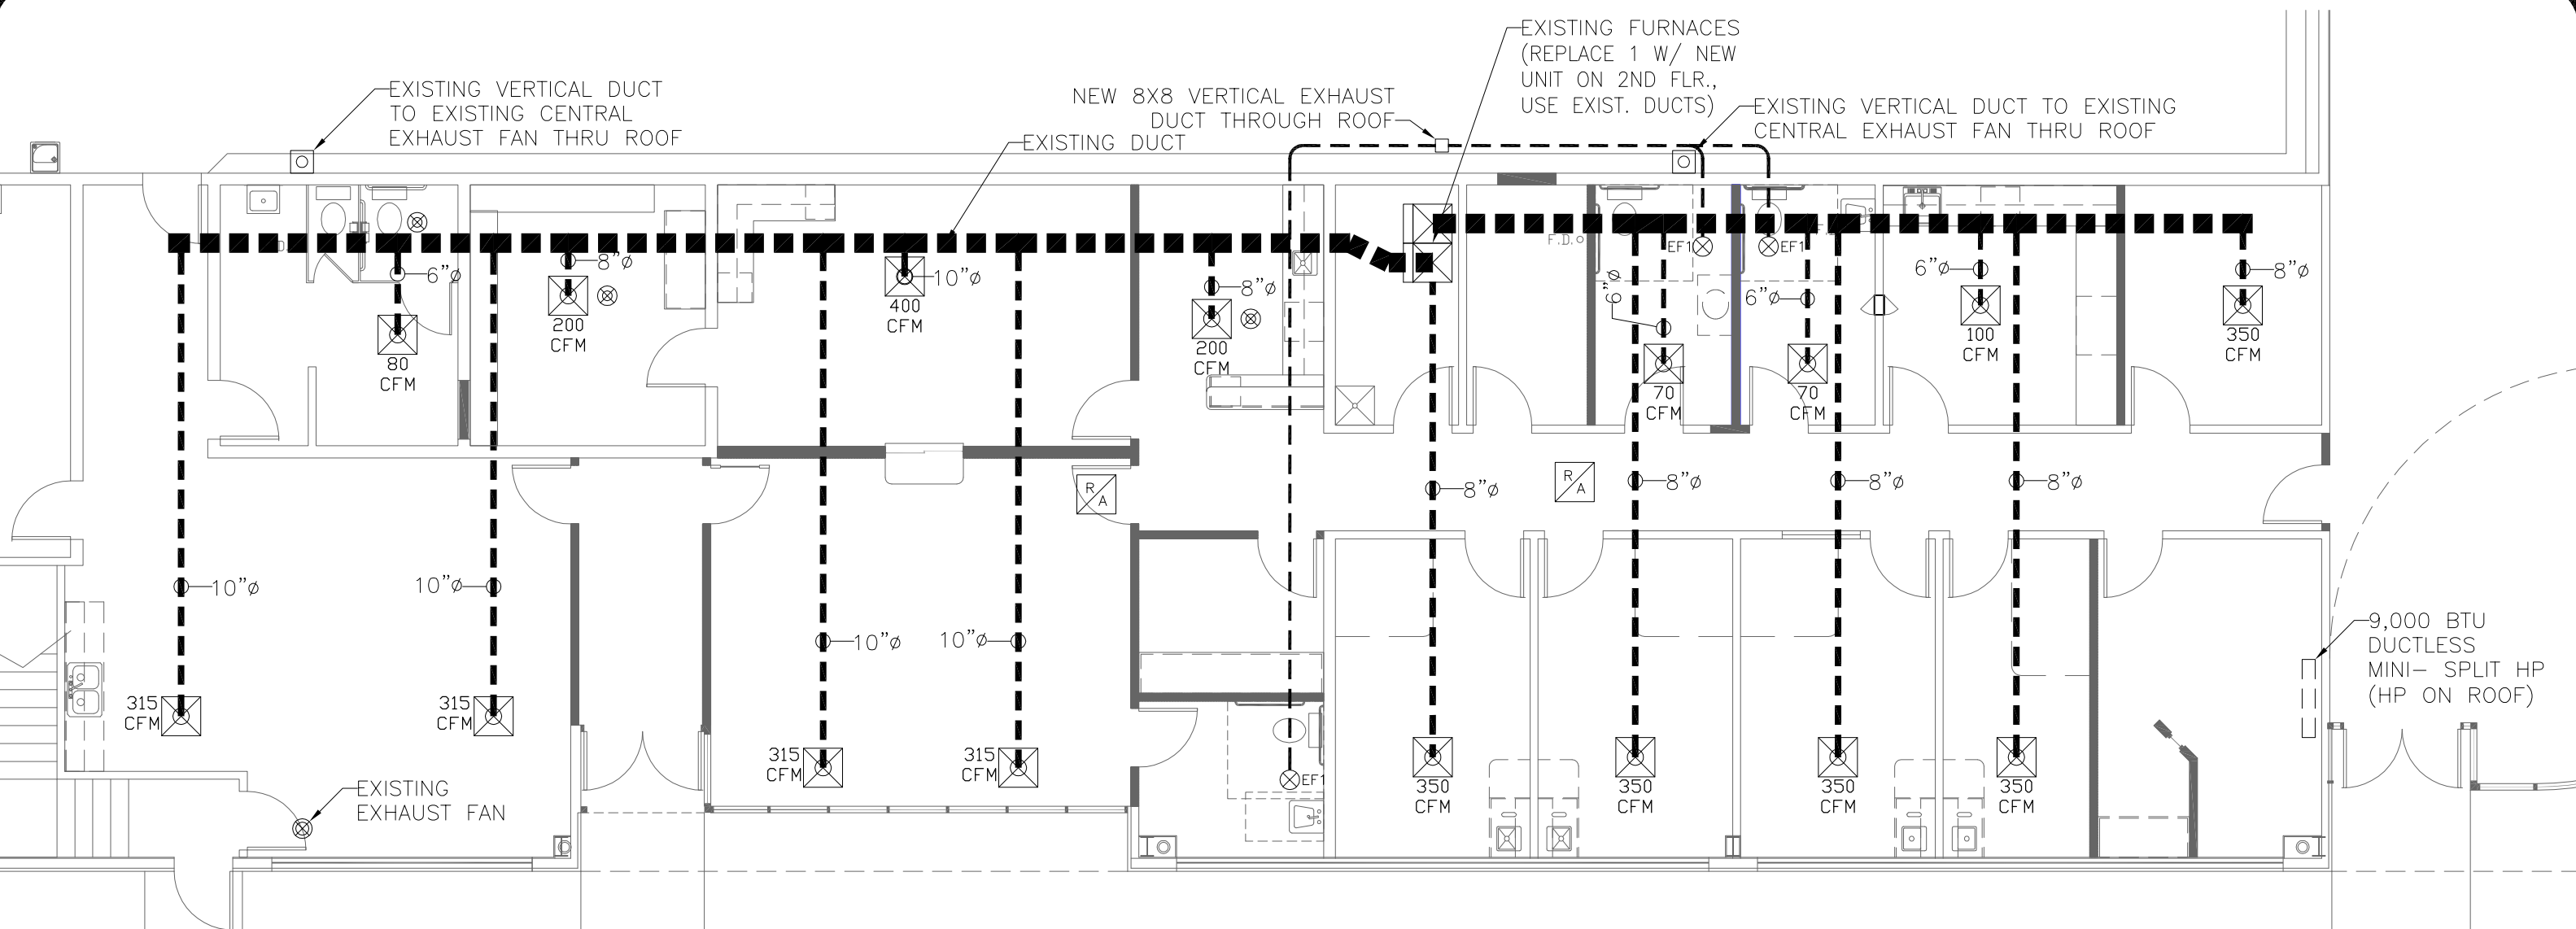 EXISTING FURNACES
(REPLACE 1 W/ NEW
UNIT ON 2ND FLR.,
USE EXIST. DUCTS)
EXISTING VERTICAL DUCT
TO EXISTING CENTRAL
EXHAUST FAN THRU ROOF
NEW 8X8 VERTICAL EXHAUST
DUCT THROUGH ROOF
EXISTING DUCT
EXISTING VERTICAL DUCT TO EXISTING
CENTRAL EXHAUST FAN THRU ROOF
6"ø
80
CFM
8"ø
200
CFM
10"ø
400
CFM
8"ø
200
CFM
F.D.
EF1
EF1
6"ø
70
CFM
6"ø
70
CFM
6"ø
100
CFM
8"ø
350
CFM
R
A
R
A
8"ø
8"ø
8"ø
8"ø
10"ø
10"ø
10"ø
10"ø
315
CFM
315
CFM
315
CFM
315
CFM
EF1
350
CFM
350
CFM
350
CFM
350
CFM
9,000 BTU
DUCTLESS
MINI- SPLIT HP
(HP ON ROOF)
EXISTING
EXHAUST FAN